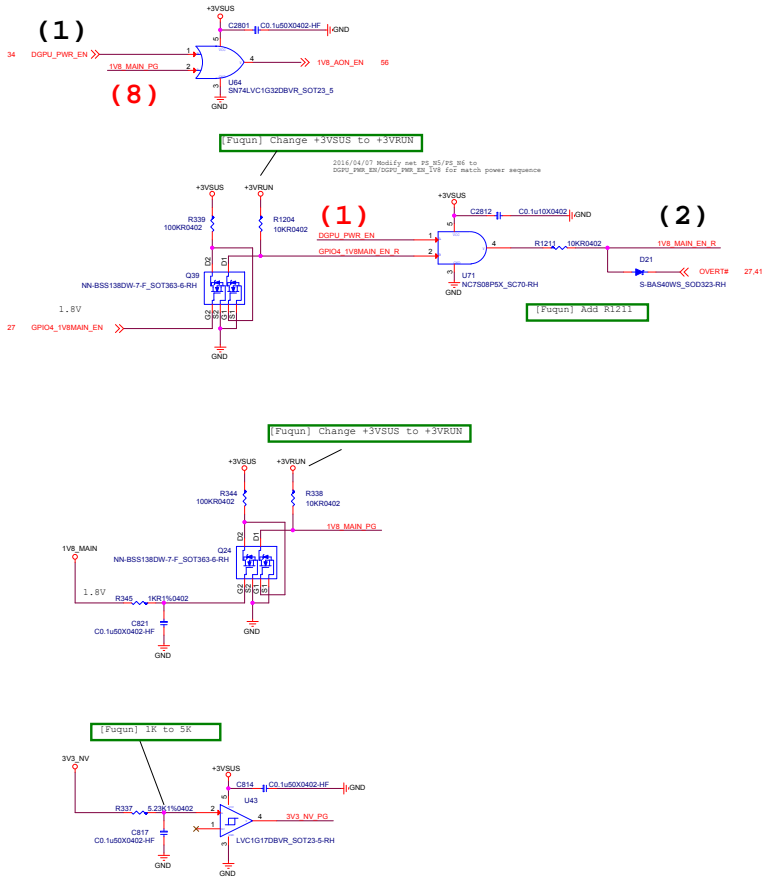 +3VSUS
C2801 C0.1u50X0402-HF
GND
(1)
5
34 DGPU_PWR_EN
1
4
1V8_AON_EN 56
1V8_MAIN_PG
2
U64
SN74LVC1G32DBVR_SOT23_5
3
(8)
GND
[Fuqun] Change +3VSUS to +3VRUN
2016/04/07 Modify net PS_N5/PS_N6 to
DGPU_PWR_EN/DGPU_PWR_EN_1V8 for match power sequence
+3VSUS +3VRUN
+3VSUS
R339
100KR0402
R1204
10KR0402
(1)
C2812 C0.1u10X0402
GND
(2)
5
DGPU_PWR_EN
1
4
R1211 10KR0402
1V8_MAIN_EN_R
GPIO4_1V8MAIN_EN_R
2
D2 D1
Q39
NN-BSS138DW-7-F_SOT363-6-RH
3
U71
NC7S08P5X_SC70-RH
GND
D21
OVERT# 27,41
S-BAS40WS_SOD323-RH
1.8V
G2 S2 G1 S1
[Fuqun] Add R1211
27 GPIO4_1V8MAIN_EN
GND
[Fuqun] Change +3VSUS to +3VRUN
+3VSUS +3VRUN
R344
100KR0402
R338
10KR0402
1V8_MAIN_PG
D2 D1
1V8_MAIN
Q24
NN-BSS138DW-7-F_SOT363-6-RH
1.8V
R345 1KR1%0402
G2 S2 G1 S1
C821
C0.1u50X0402-HF
GND
GND
[Fuqun] 1K to 5K
3V3_NV
+3VSUS
C814 C0.1u50X0402-HF
GND
5
U43
R337 5.23K1%0402
2
4
3V3_NV_PG
1
C817
C0.1u50X0402-HF
LVC1G17DBVR_SOT23-5-RH
3
GND
GND